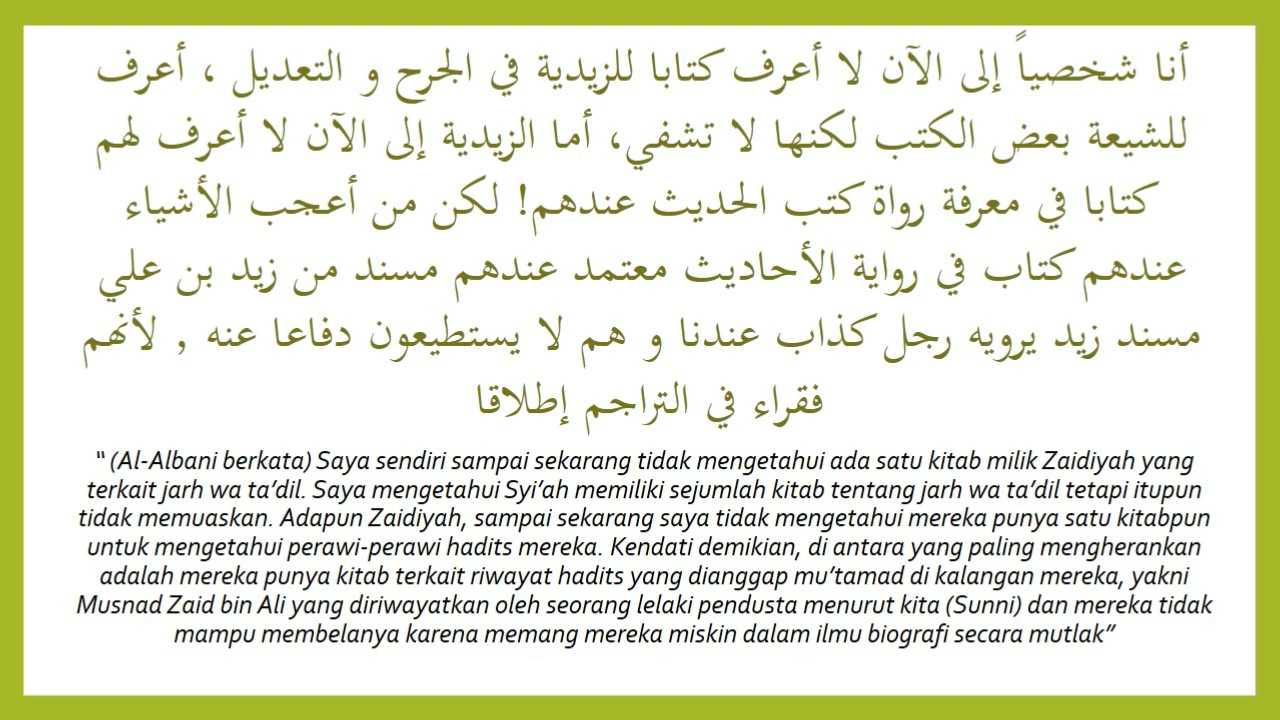 أنا شخصياً إلى الآن لا أعرف كتابا للزيدية في الجرح و التعديل ، أعرف
للشيعة بعض الكتب لكنها لا تشفي، أما الزيدية إلى الآن لا أعرف لهم
كتابا في معرفة رواة كتب الحديث عندهم! لكن من أعجب الأشياء
عندهم كتاب في رواية الأحاديث معتمد عندهم مسند من زيد بن علي
مسند زيد يرويه رجل كذاب عندنا و هم لا يستطيعون دفاعا عنه , لأنهم
فقراء في التراجم إطلاقا
“ (Al-Albani berkata) Saya sendiri sampai sekarang tidak mengetahui ada satu kitab milik Zaidiyah yang
terkait jarh wa ta’dil. Saya mengetahui Syi’ah memiliki sejumlah kitab tentang jarh wa ta’dil tetapi itupun
tidak memuaskan. Adapun Zaidiyah, sampai sekarang saya tidak mengetahui mereka punya satu kitabpun
untuk mengetahui perawi-perawi hadits mereka. Kendati demikian, di antara yang paling mengherankan
adalah mereka punya kitab terkait riwayat hadits yang dianggap mu’tamad di kalangan mereka, yakni
Musnad Zaid bin Ali yang diriwayatkan oleh seorang lelaki pendusta menurut kita (Sunni) dan mereka tidak
mampu membelanya karena memang mereka miskin dalam ilmu biografi secara mutlak”